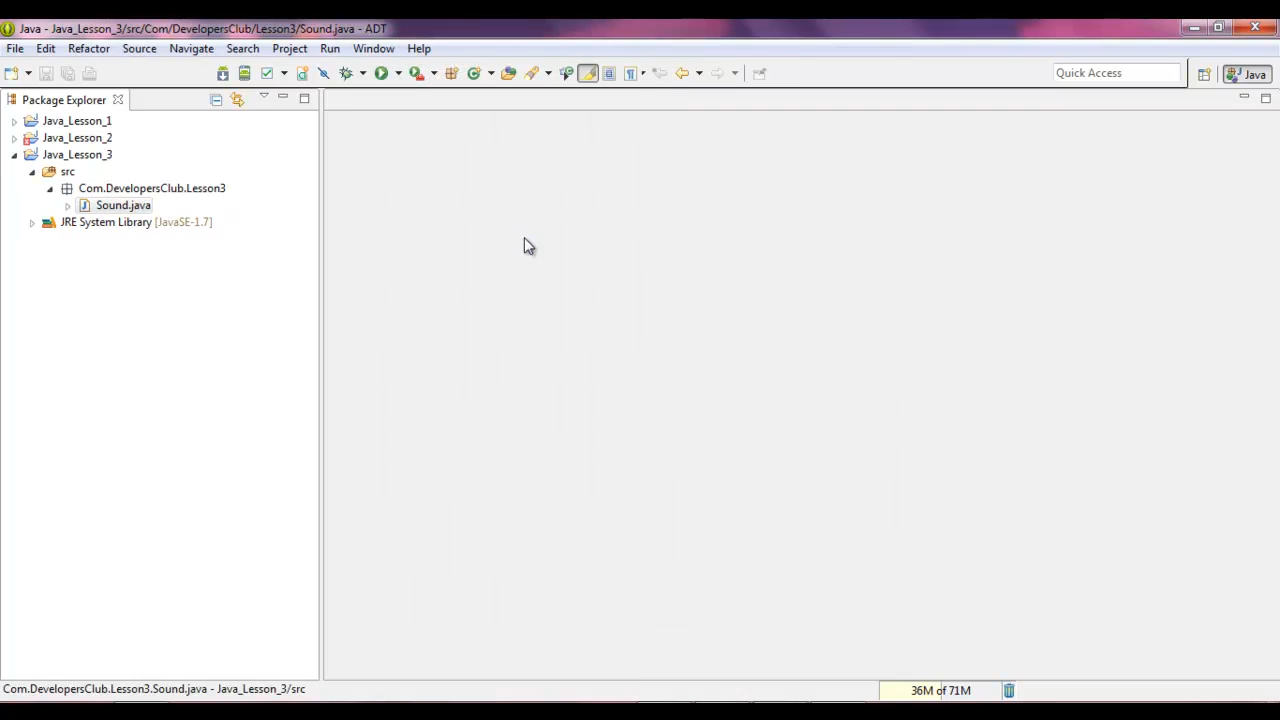 Java - Java_Lesson_3/src/Com/DevelopersClub/Lesson3/Sound.java - ADT
File Edit Refactor Source Navigate Search Project Run Window Help
Quick Access
Java
Package Explorer
Java_Lesson_1
Java_Lesson_2
Java_Lesson_3
src
Com.DevelopersClub.Lesson3
Sound.java
JRE System Library [JavaSE-1.7]
Com.DevelopersClub.Lesson3.Sound.java - Java_Lesson_3/src
36M of 71M